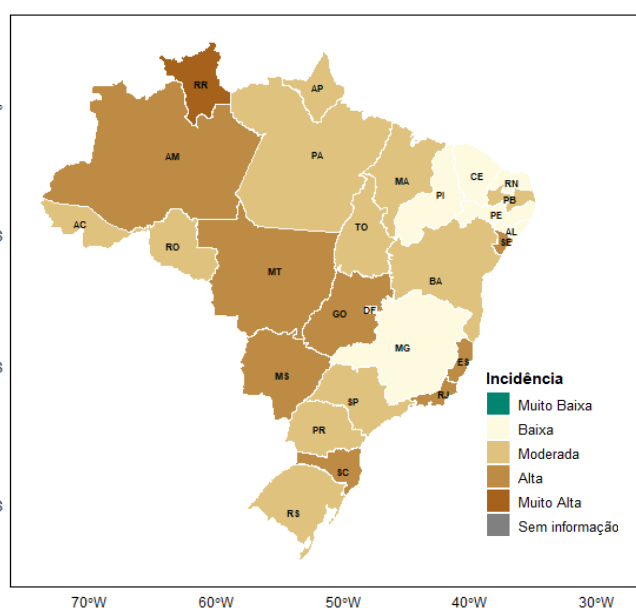 RR
AP
AM
PA
MA
CE
RN
PI
PB
PE
AL
SE
AC
RO
TO
MT
BA
GO
DF
MG
ES
MS
SP
RJ
PR
SC
RS
Incidência
Muito Baixa
Baixa
Moderada
Alta
Muito Alta
Sem informação
70°W 60°W 50°W 40°W 30°W